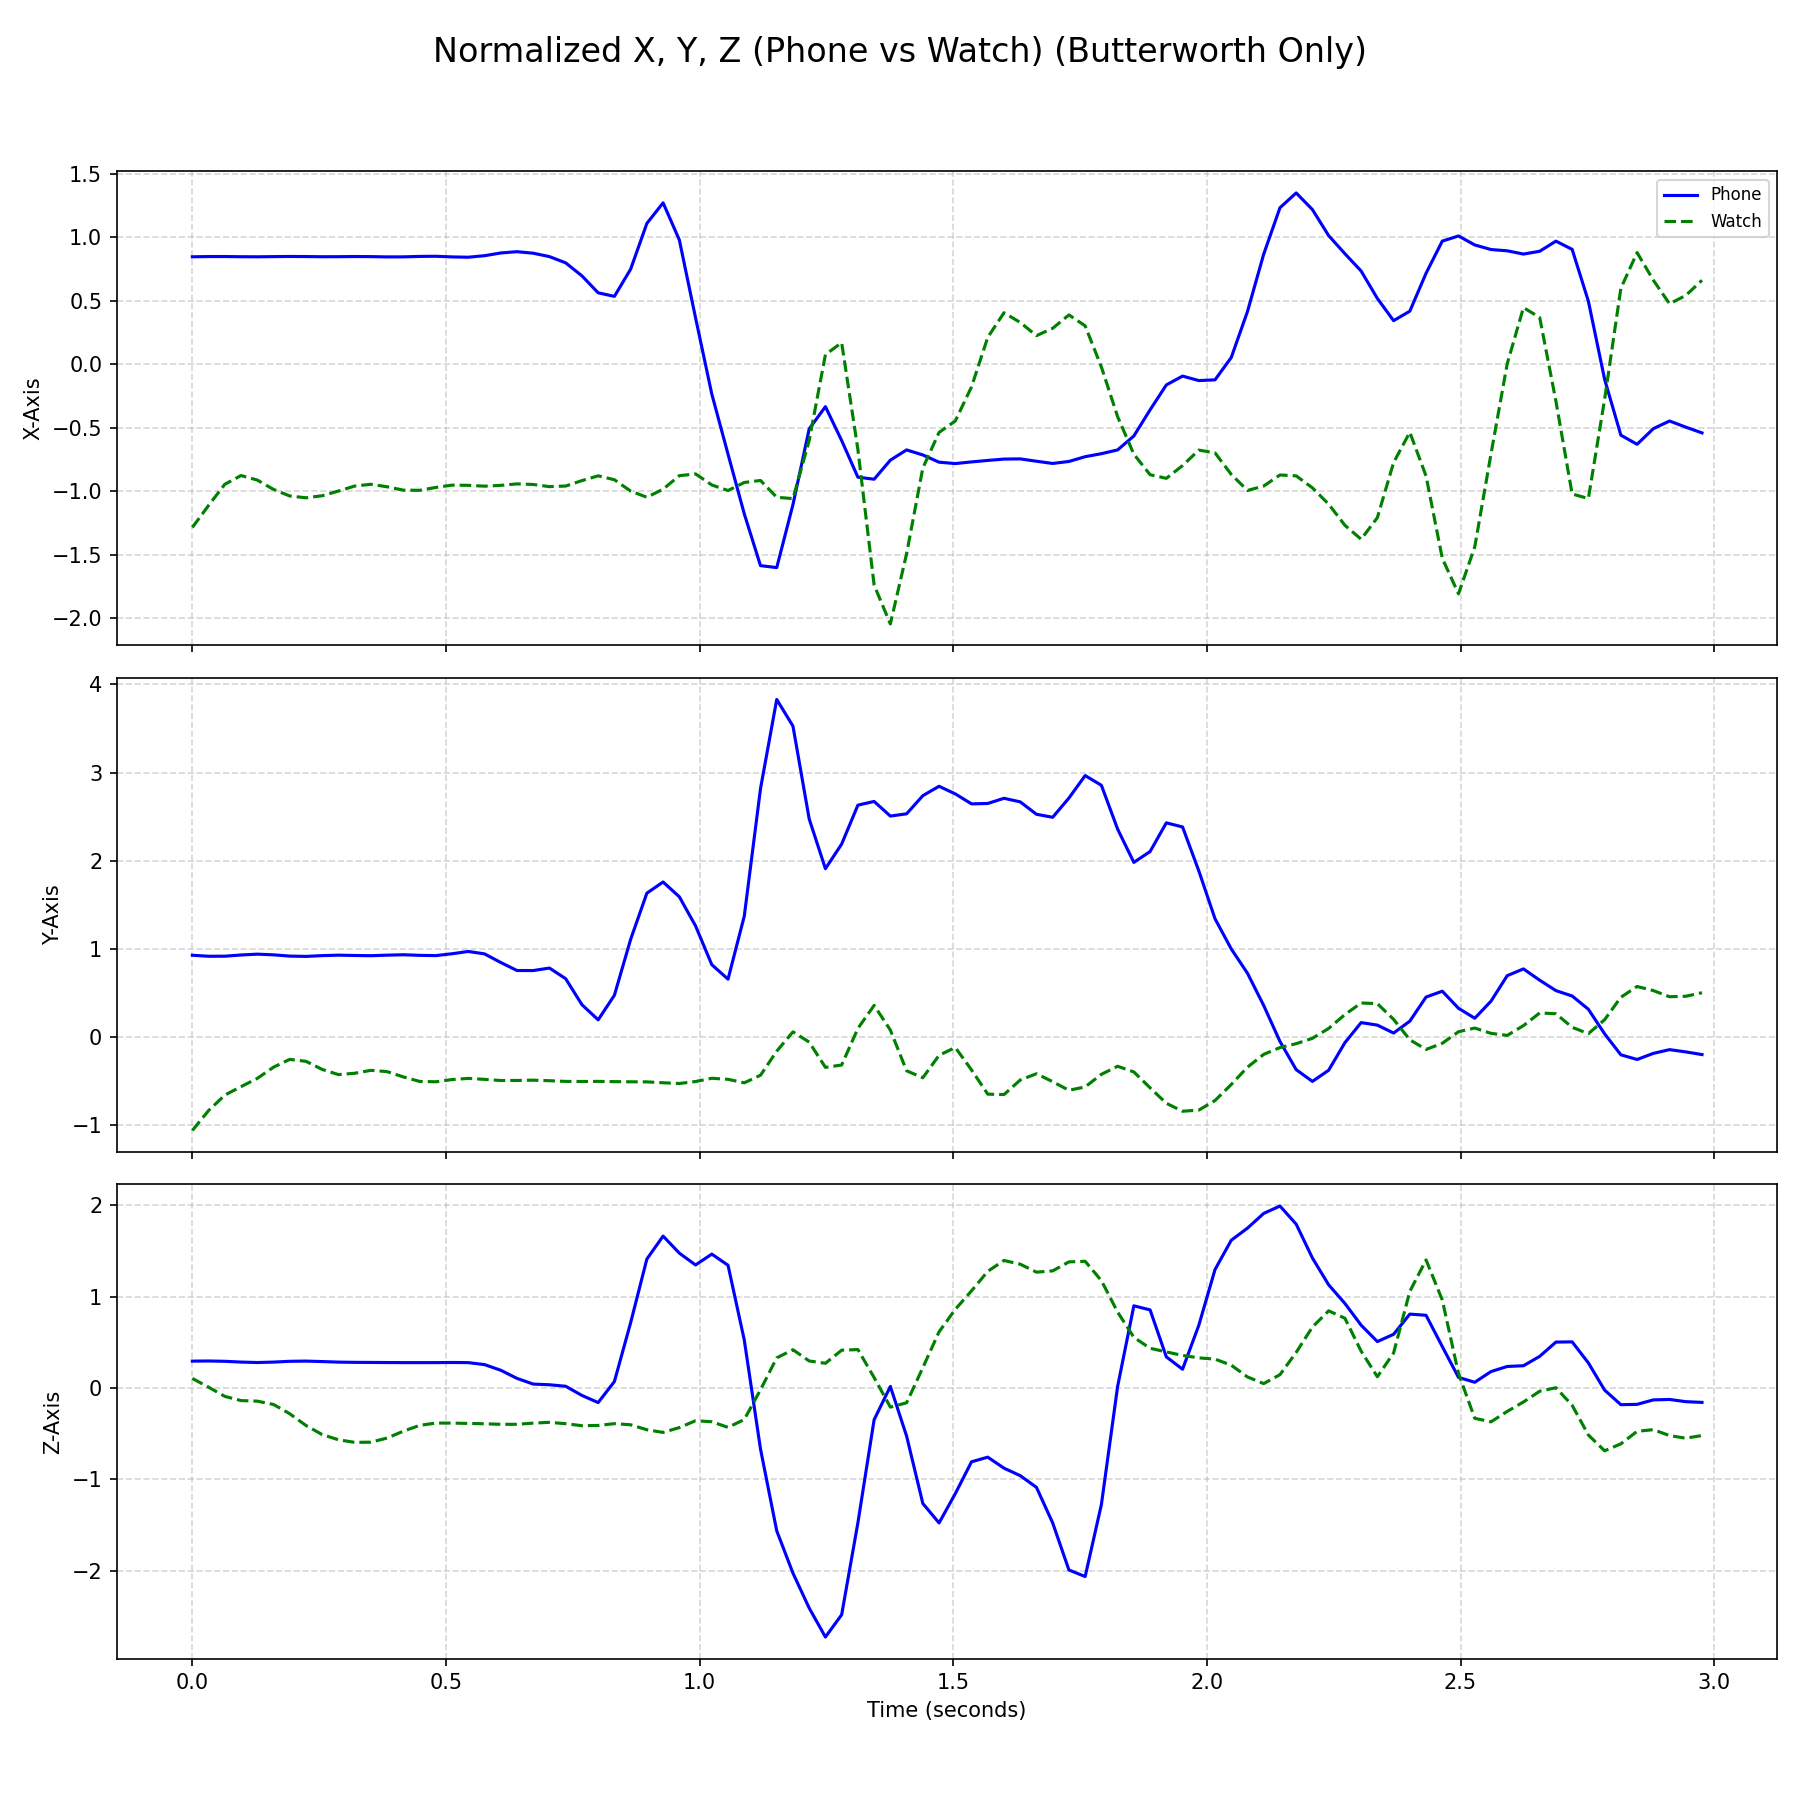 Normalized X, Y, Z (Phone vs Watch) (Butterworth Only)
1.5
1.0
0.5
0.0
−0.5
−1.0
−1.5
−2.0
X-Axis
Phone
Watch
4
3
2
1
0
−1
Y-Axis
2
1
0
−1
−2
Z-Axis
0.0 0.5 1.0 1.5 2.0 2.5 3.0
Time (seconds)